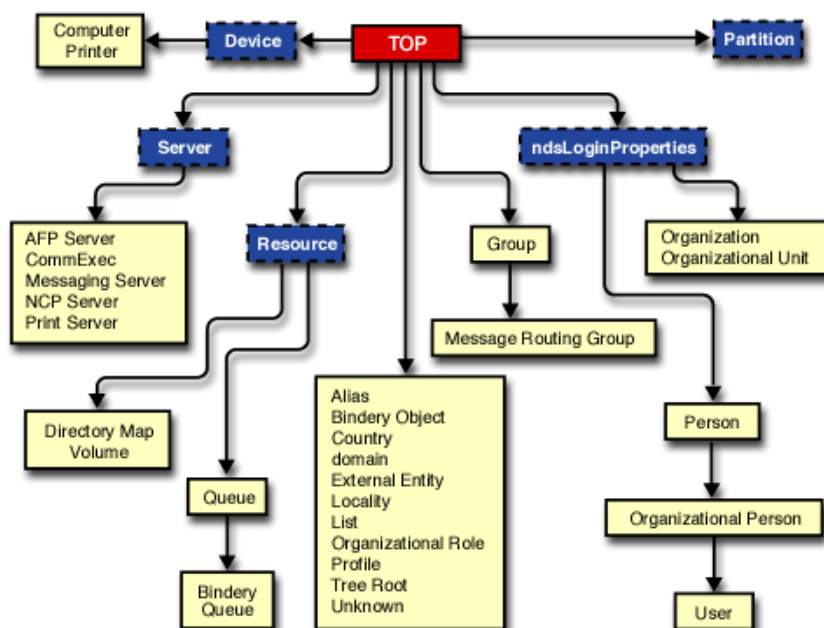 Computer
Printer
Device
TOP
Partition
Server
ndsLoginProperties
AFP Server
CommExec
Messaging Server
NCP Server
Print Server
Resource
Group
Organization
Organizational Unit
Message Routing Group
Directory Map
Volume
Alias
Bindery Object
Country
domain
External Entity
Locality
List
Organizational Role
Profile
Tree Root
Unknown
Person
Queue
Organizational Person
Bindery
Queue
User